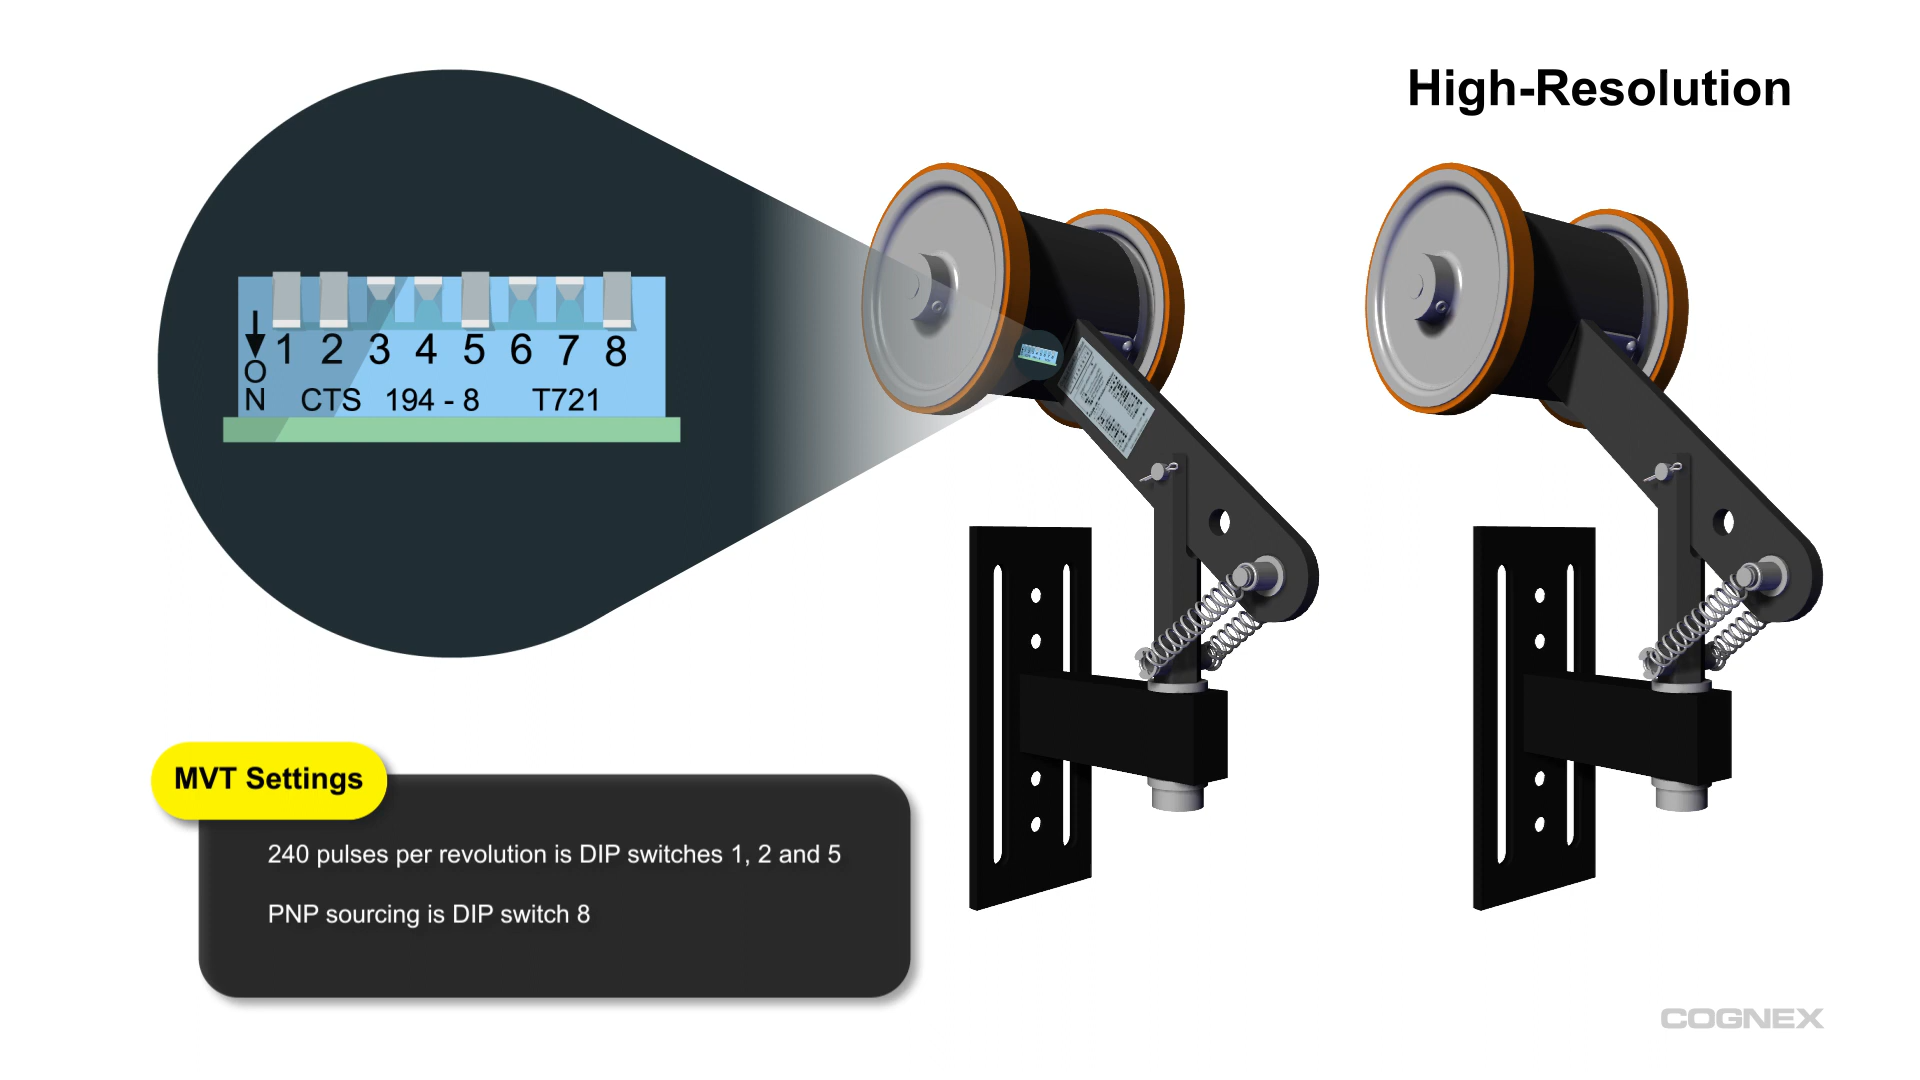 High-Resolution
1 2 3 4 5 6 7 8
ON
CTS 194 - 8 T721
MVT Settings
240 pulses per revolution is DIP switches 1, 2 and 5
PNP sourcing is DIP switch 8
COGNEX